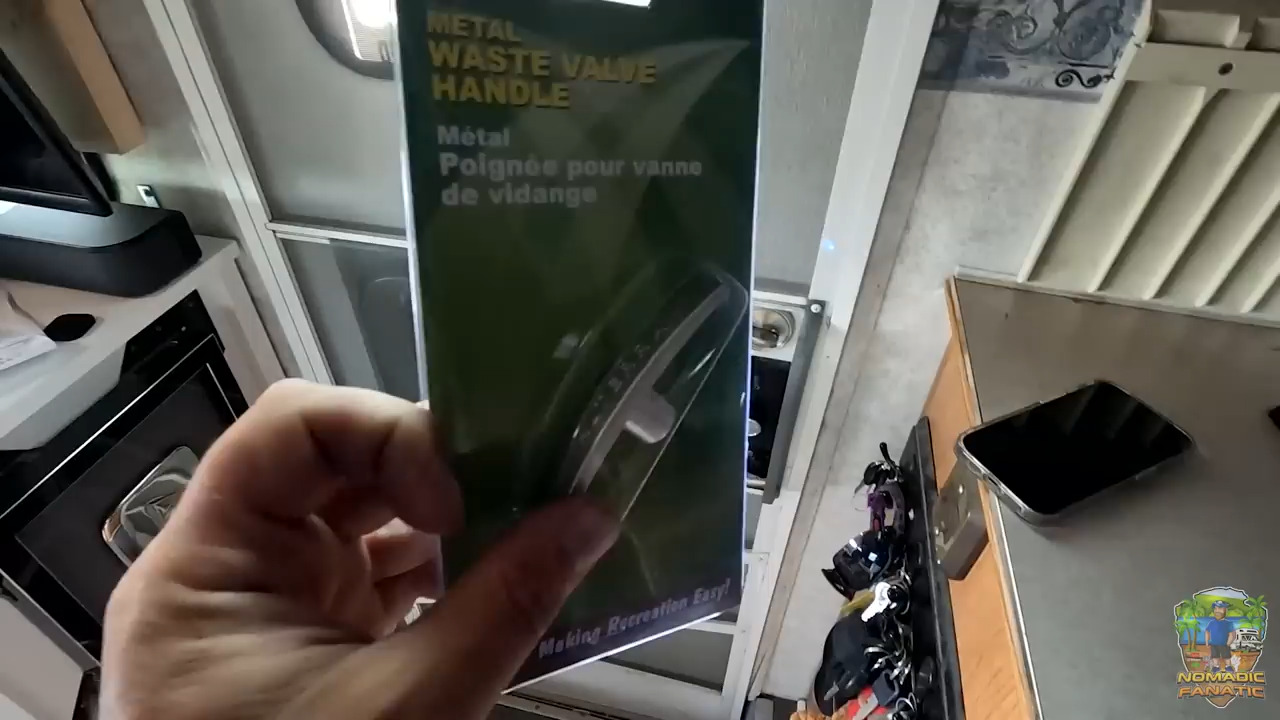 METAL
WASTE VALVE
HANDLE
Métal
Poignée pour vanne
de vidange
Making Recreation Easy!
NOMADIC
FANATIC